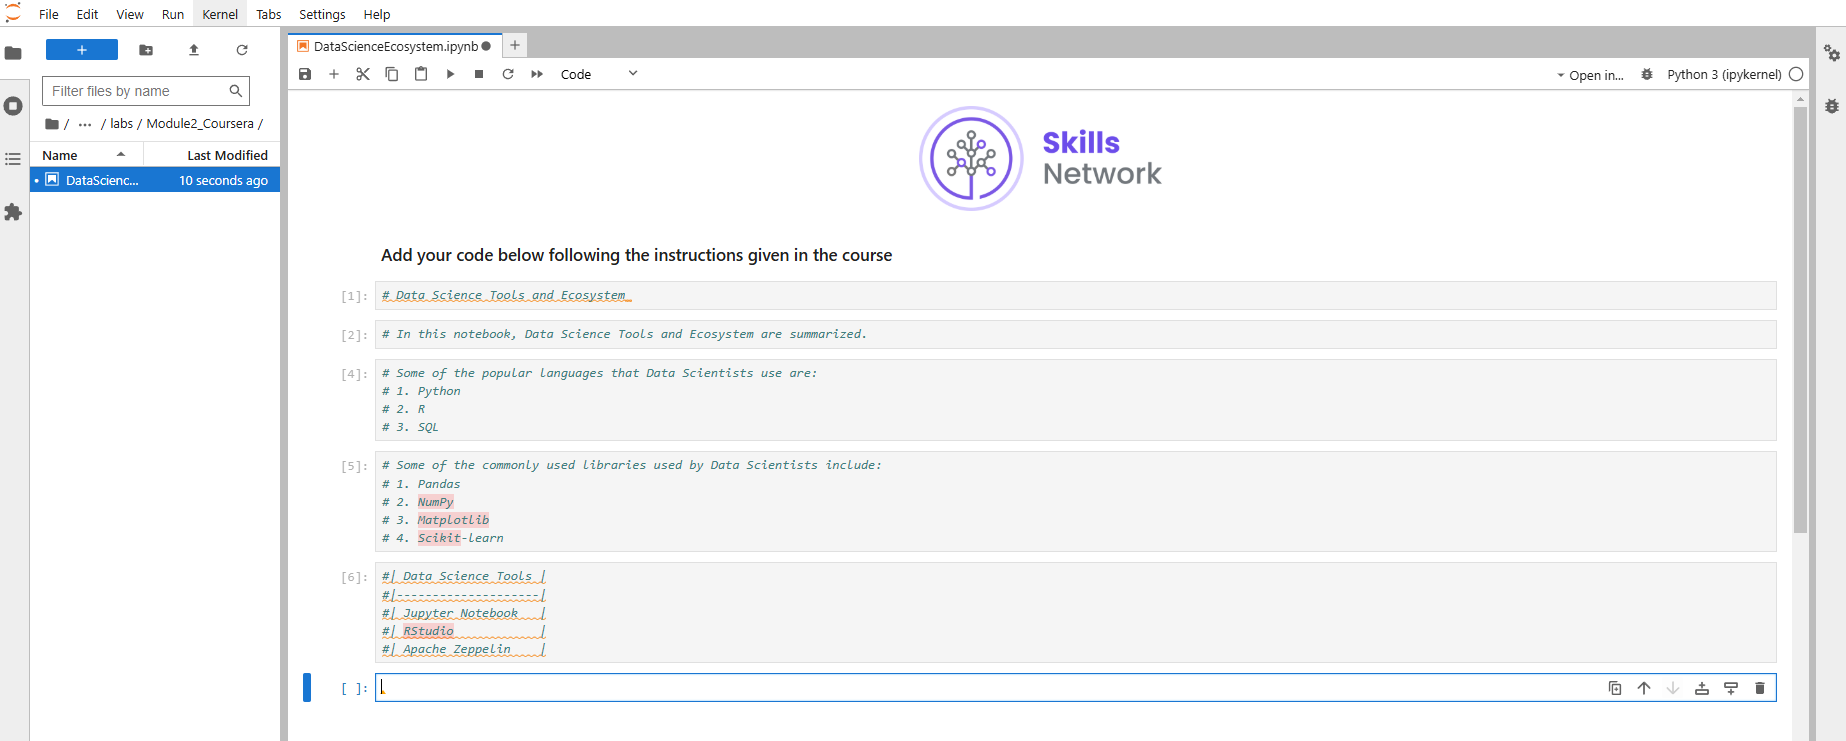 File Edit View Run Kernel Tabs Settings Help
DataScienceEcosystem.ipynb
Code
Open in...
Python 3 (ipykernel)
Filter files by name
/ ... / labs / Module2_Coursera /
Name Last Modified
DataScienc... 10 seconds ago
Skills
Network
Add your code below following the instructions given in the course
[1]: # Data Science Tools and Ecosystem
[2]: # In this notebook, Data Science Tools and Ecosystem are summarized.
[4]: # Some of the popular languages that Data Scientists use are:
# 1. Python
# 2. R
# 3. SQL
[5]: # Some of the commonly used libraries used by Data Scientists include:
# 1. Pandas
# 2. NumPy
# 3. Matplotlib
# 4. Scikit-learn
[6]: #| Data Science Tools |
#|--------------------|
#| Jupyter Notebook   |
#| RStudio            |
#| Apache Zeppelin    |
[ ]: